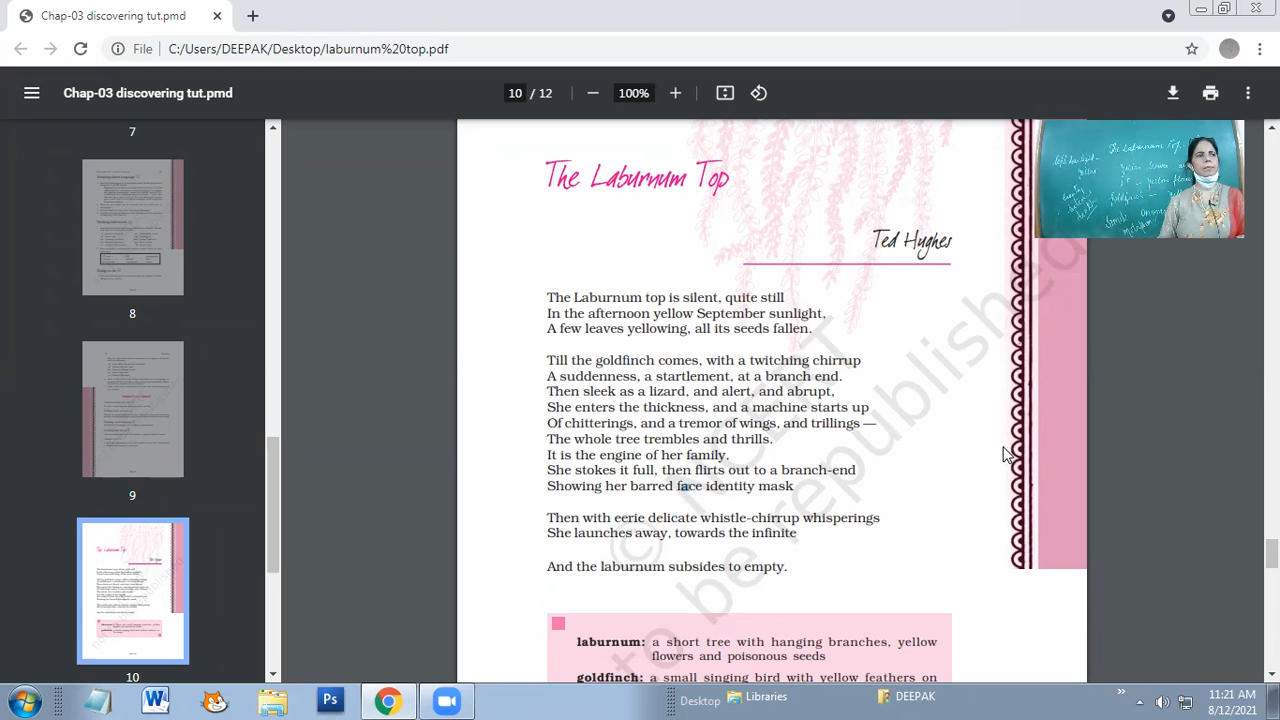 Chap-03 discovering tut.pmd
File
C:/Users/DEEPAK/Desktop/laburnum%20top.pdf
Chap-03 discovering tut.pmd
10 / 12
100%
7
8
9
10
The Laburnum Top
Ted Hughes
The Laburnum top is silent, quite still
In the afternoon yellow September sunlight,
A few leaves yellowing, all its seeds fallen.
Till the goldfinch comes, with a twitching chirrup
A suddenness, a startlement, at a branch end.
Then sleek as a lizard, and alert, and abrupt,
She enters the thickness, and a machine starts up
Of chitterings, and a tremor of wings, and trillings —
The whole tree trembles and thrills.
It is the engine of her family.
She stokes it full, then flirts out to a branch-end
Showing her barred face identity mask
Then with eerie delicate whistle-chirrup whisperings
She launches away, towards the infinite
And the laburnum subsides to empty.
laburnum: a short tree with hanging branches, yellow
flowers and poisonous seeds
goldfinch: a small singing bird with yellow feathers on
© NCERT
to be republished
The Laburnum Top
Desktop
Libraries
DEEPAK
11:21 AM
8/12/2021